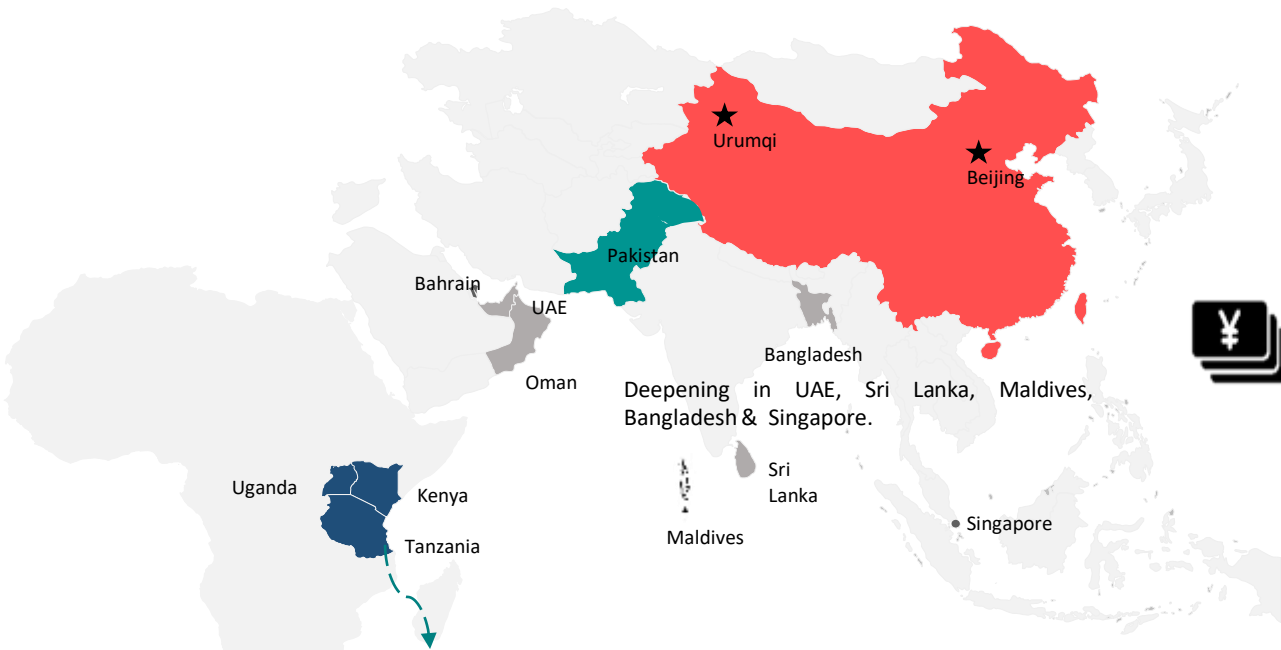 Urumqi
Beijing
Pakistan
Bahrain
UAE
Oman
Bangladesh
Deepening in UAE, Sri Lanka, Maldives,
Bangladesh & Singapore.
¥
Uganda
Kenya
Tanzania
Sri
Lanka
Maldives
Singapore